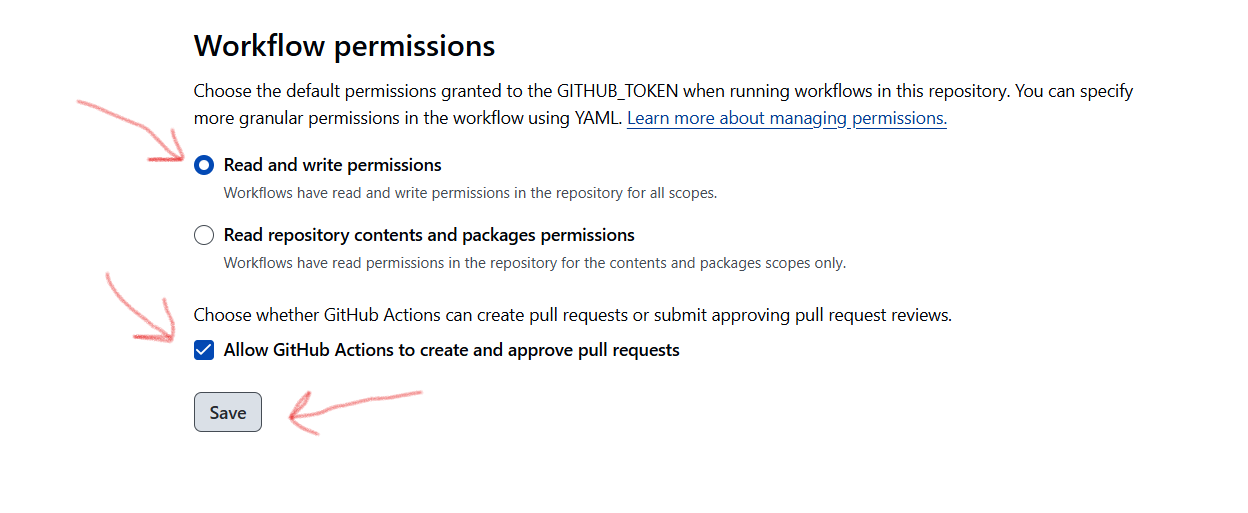 Workflow permissions
Choose the default permissions granted to the GITHUB_TOKEN when running workflows in this repository. You can specify
more granular permissions in the workflow using YAML. Learn more about managing permissions.
Read and write permissions
Workflows have read and write permissions in the repository for all scopes.
Read repository contents and packages permissions
Workflows have read permissions in the repository for the contents and packages scopes only.
Choose whether GitHub Actions can create pull requests or submit approving pull request reviews.
Allow GitHub Actions to create and approve pull requests
Save